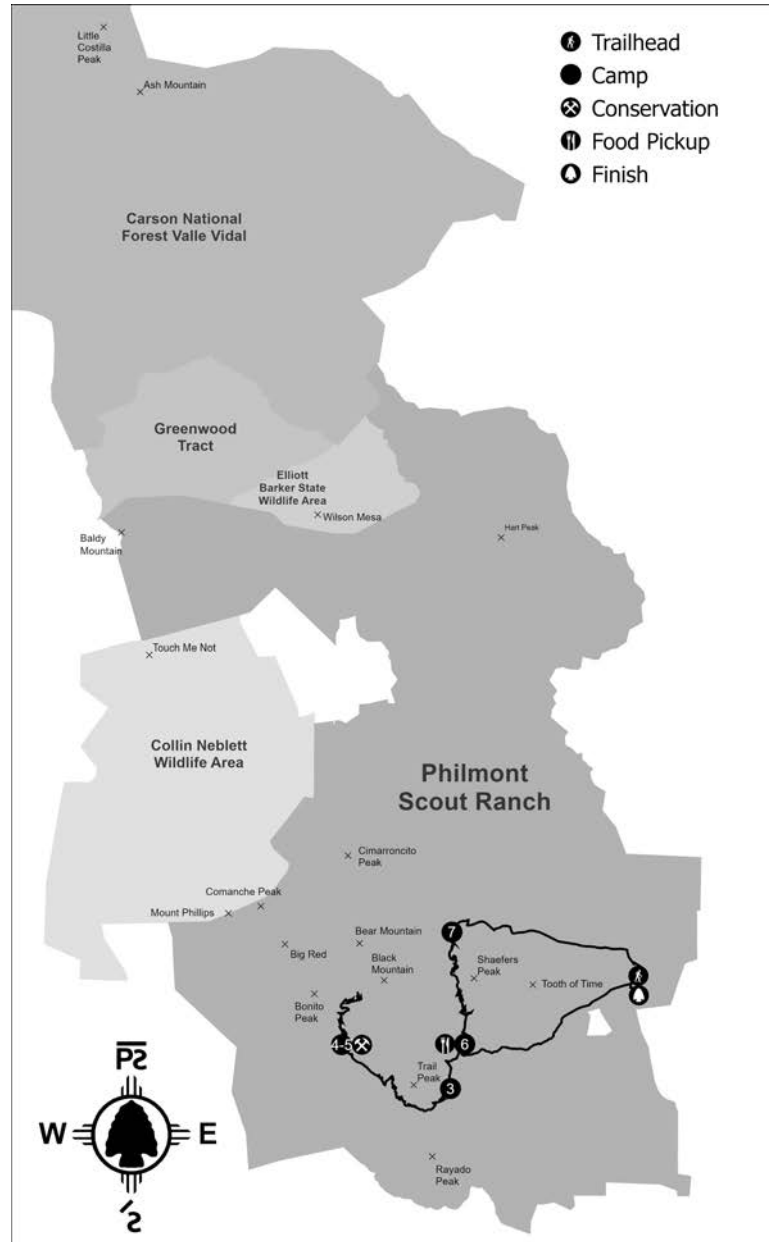 Little
Costilla
Peak
Ash Mountain
Trailhead
Camp
Conservation
Food Pickup
Finish
Carson National
Forest Valle Vidal
Greenwood
Tract
Elliott
Barker State
Wildlife Area
Wilson Mesa
Hart Peak
Baldy
Mountain
Touch Me Not
Collin Neblett
Wildlife Area
Philmont
Scout Ranch
Cimarroncito
Peak
Comanche Peak
Mount Phillips
Bear Mountain
Big Red
Black
Mountain
7
Shaefers
Peak
Tooth of Time
Bonito
Peak
4-5
6
Trail
Peak
3
Rayado
Peak
W
E